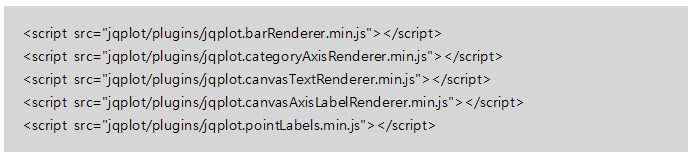 <script src="jqplot/plugins/jqplot.barRenderer.min.js"></script>
<script src="jqplot/plugins/jqplot.categoryAxisRenderer.min.js"></script>
<script src="jqplot/plugins/jqplot.canvasTextRenderer.min.js"></script>
<script src="jqplot/plugins/jqplot.canvasAxisLabelRenderer.min.js"></script>
<script src="jqplot/plugins/jqplot.pointLabels.min.js"></script>